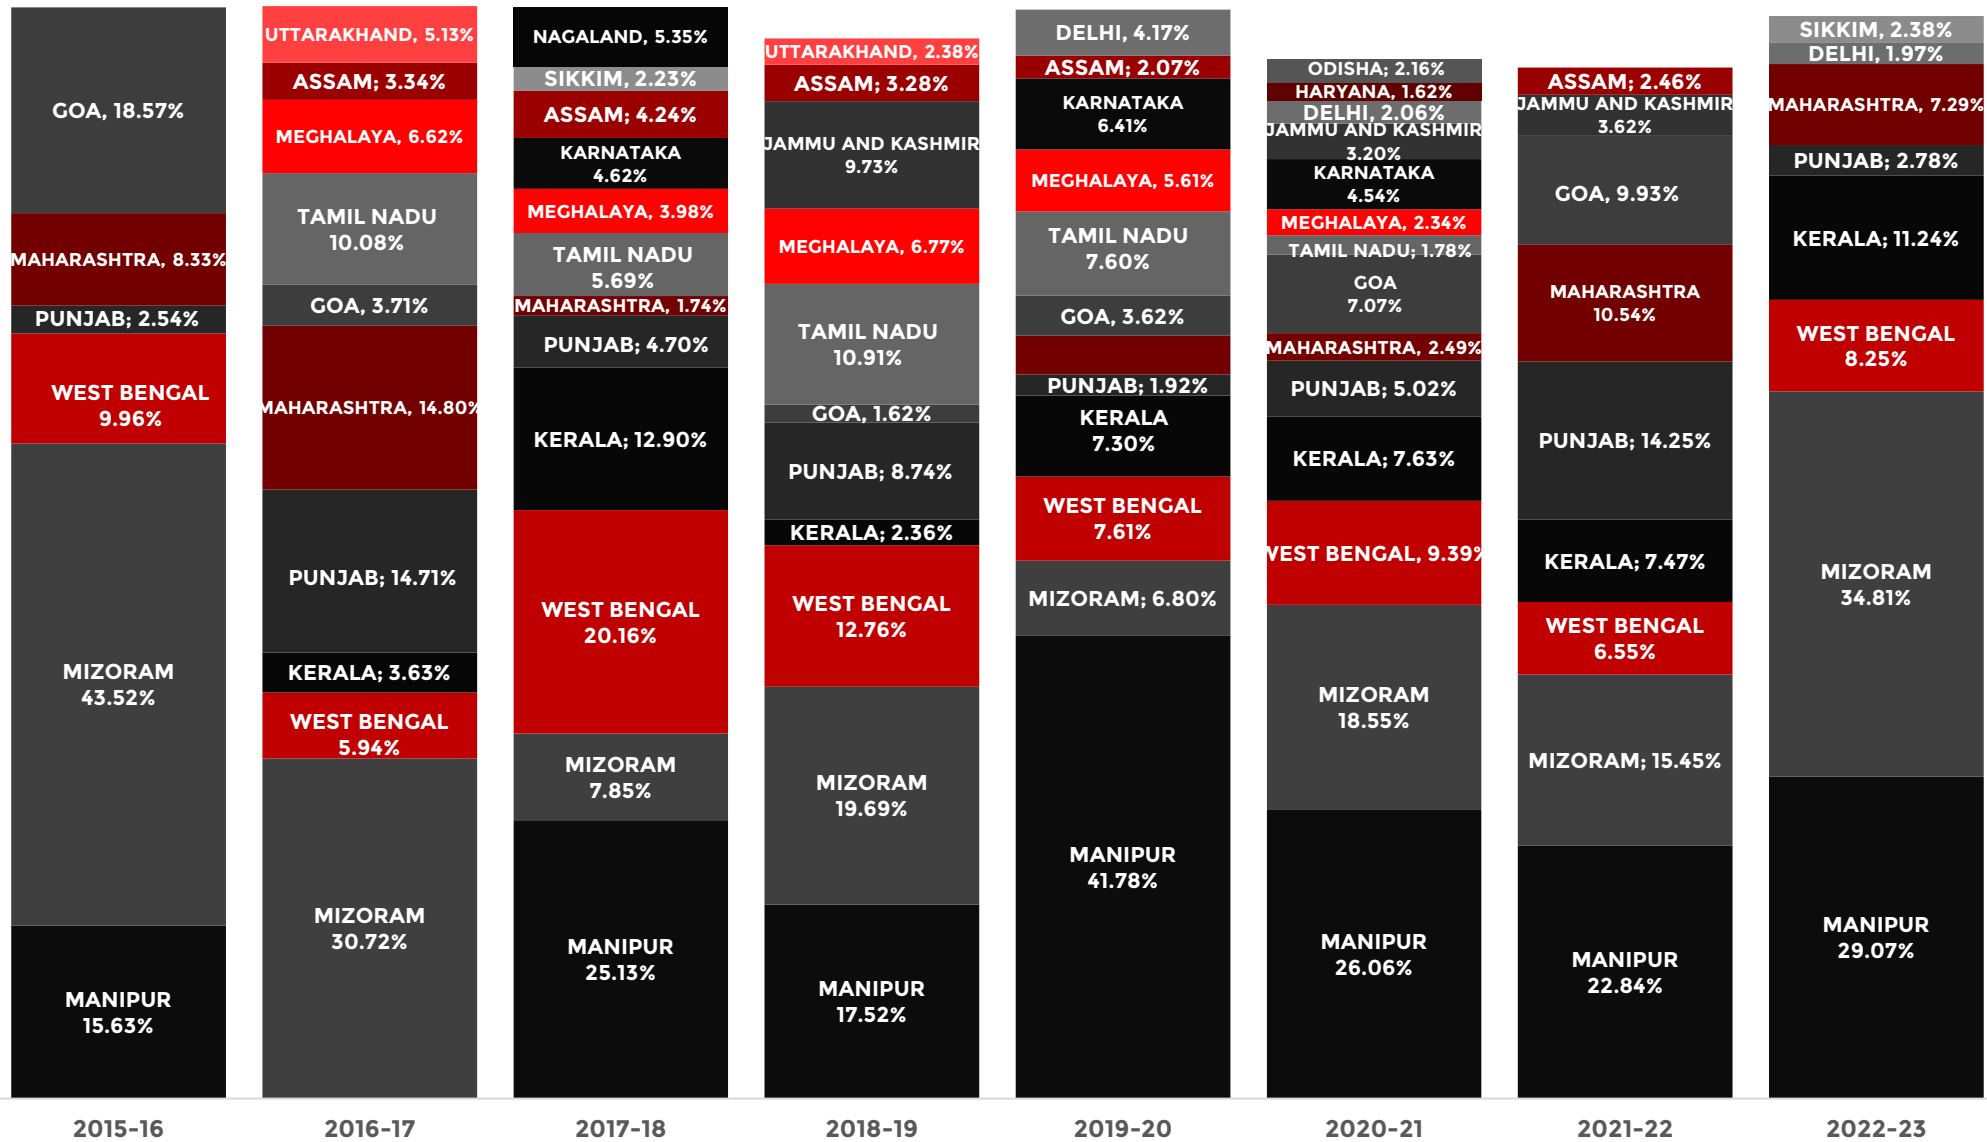 GOA, 18.57%
MAHARASHTRA, 8.33%
PUNJAB; 2.54%
WEST BENGAL
9.96%
MIZORAM
43.52%
MANIPUR
15.63%
UTTARAKHAND, 5.13%
ASSAM; 3.34%
MEGHALAYA, 6.62%
TAMIL NADU
10.08%
GOA, 3.71%
MAHARASHTRA, 14.80%
PUNJAB; 14.71%
KERALA; 3.63%
WEST BENGAL
5.94%
MIZORAM
30.72%
NAGALAND, 5.35%
SIKKIM, 2.23%
ASSAM; 4.24%
KARNATAKA
4.62%
MEGHALAYA, 3.98%
TAMIL NADU
5.69%
MAHARASHTRA, 1.74%
PUNJAB; 4.70%
KERALA; 12.90%
WEST BENGAL
20.16%
MIZORAM
7.85%
MANIPUR
25.13%
UTTARAKHAND, 2.38%
ASSAM; 3.28%
JAMMU AND KASHMIR
9.73%
MEGHALAYA, 6.77%
TAMIL NADU
10.91%
GOA, 1.62%
PUNJAB; 8.74%
KERALA; 2.36%
WEST BENGAL
12.76%
MIZORAM
19.69%
MANIPUR
17.52%
DELHI, 4.17%
ASSAM; 2.07%
KARNATAKA
6.41%
MEGHALAYA, 5.61%
TAMIL NADU
7.60%
GOA, 3.62%
PUNJAB; 1.92%
KERALA
7.30%
WEST BENGAL
7.61%
MIZORAM; 6.80%
MANIPUR
41.78%
ODISHA; 2.16%
HARYANA, 1.62%
DELHI, 2.06%
JAMMU AND KASHMIR
3.20%
KARNATAKA
4.54%
MEGHALAYA, 2.34%
TAMIL NADU; 1.78%
GOA
7.07%
MAHARASHTRA, 2.49%
PUNJAB; 5.02%
KERALA; 7.63%
WEST BENGAL, 9.39%
MIZORAM
18.55%
MANIPUR
26.06%
ASSAM; 2.46%
JAMMU AND KASHMIR
3.62%
GOA, 9.93%
MAHARASHTRA
10.54%
PUNJAB; 14.25%
KERALA; 7.47%
WEST BENGAL
6.55%
MIZORAM; 15.45%
MANIPUR
22.84%
SIKKIM, 2.38%
DELHI, 1.97%
MAHARASHTRA, 7.29%
PUNJAB; 2.78%
KERALA; 11.24%
WEST BENGAL
8.25%
MIZORAM
34.81%
MANIPUR
29.07%
2015-16
2016-17
2017-18
2018-19
2019-20
2020-21
2021-22
2022-23